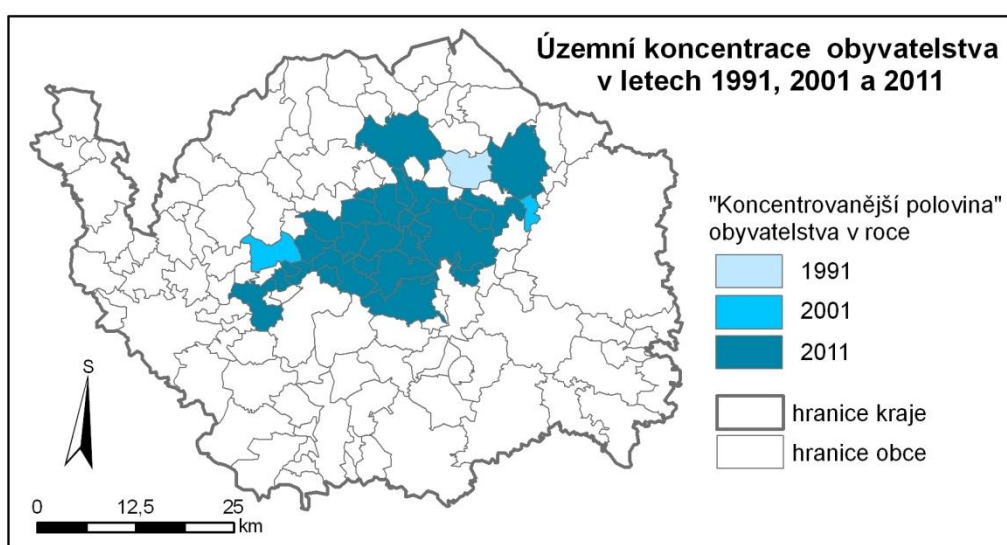 Územní koncentrace obyvatelstva
v letech 1991, 2001 a 2011
"Koncentrovanější polovina"
obyvatelstva v roce
1991
2001
2011
hranice kraje
hranice obce
S
0 12,5 25
km